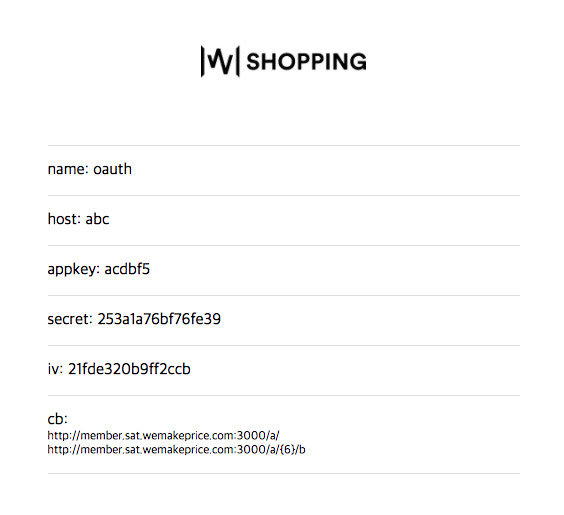 W SHOPPING
name: oauth
host: abc
appkey: acdbf5
secret: 253a1a76bf76fe39
iv: 21fde320b9ff2ccb
cb:
http://member.sat.wemakeprice.com:3000/a/
http://member.sat.wemakeprice.com:3000/a/{6}/b